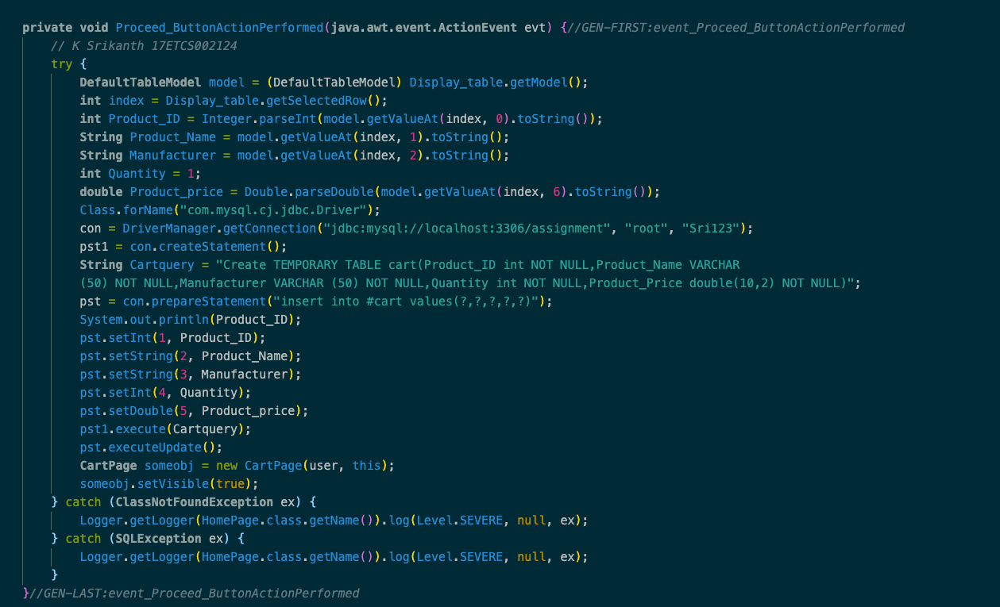 private void Proceed_ButtonActionPerformed(java.awt.event.ActionEvent evt) {//GEN-FIRST:event_Proceed_ButtonActionPerformed
    // K Srikanth 17ETCS002124
    try {
        DefaultTableModel model = (DefaultTableModel) Display_table.getModel();
        int index = Display_table.getSelectedRow();
        int Product_ID = Integer.parseInt(model.getValueAt(index, 0).toString());
        String Product_Name = model.getValueAt(index, 1).toString();
        String Manufacturer = model.getValueAt(index, 2).toString();
        int Quantity = 1;
        double Product_price = Double.parseDouble(model.getValueAt(index, 6).toString());
        Class.forName("com.mysql.cj.jdbc.Driver");
        con = DriverManager.getConnection("jdbc:mysql://localhost:3306/assignment", "root", "Sri123");
        pst1 = con.createStatement();
        String Cartquery = "Create TEMPORARY TABLE cart(Product_ID int NOT NULL,Product_Name VARCHAR
        (50) NOT NULL,Manufacturer VARCHAR (50) NOT NULL,Quantity int NOT NULL,Product_Price double(10,2) NOT NULL)";
        pst = con.prepareStatement("insert into #cart values(?,?,?,?,?)");
        System.out.println(Product_ID);
        pst.setInt(1, Product_ID);
        pst.setString(2, Product_Name);
        pst.setString(3, Manufacturer);
        pst.setInt(4, Quantity);
        pst.setDouble(5, Product_price);
        pst1.execute(Cartquery);
        pst.executeUpdate();
        CartPage someobj = new CartPage(user, this);
        someobj.setVisible(true);
    } catch (ClassNotFoundException ex) {
        Logger.getLogger(HomePage.class.getName()).log(Level.SEVERE, null, ex);
    } catch (SQLException ex) {
        Logger.getLogger(HomePage.class.getName()).log(Level.SEVERE, null, ex);
    }
}//GEN-LAST:event_Proceed_ButtonActionPerformed